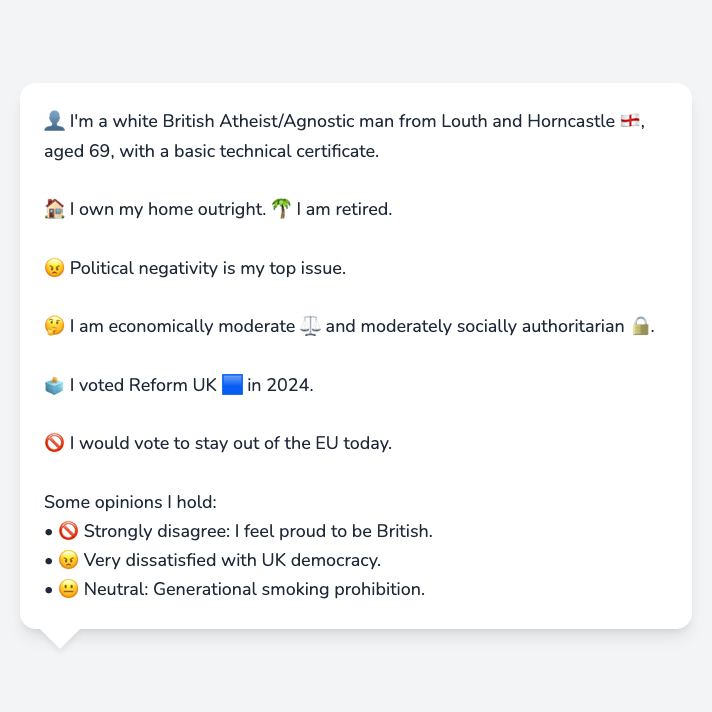 👤 I'm a white British Atheist/Agnostic man from Louth and Horncastle 🏴󠁧󠁢󠁥󠁮󠁧󠁿,
aged 69, with a basic technical certificate.
🏠 I own my home outright. 🌴 I am retired.
😠 Political negativity is my top issue.
🤔 I am economically moderate ⚖️ and moderately socially authoritarian 🔒.
🗳️ I voted Reform UK 🟦 in 2024.
🚫 I would vote to stay out of the EU today.
Some opinions I hold:
• 🚫 Strongly disagree: I feel proud to be British.
• 😠 Very dissatisfied with UK democracy.
• 😐 Neutral: Generational smoking prohibition.